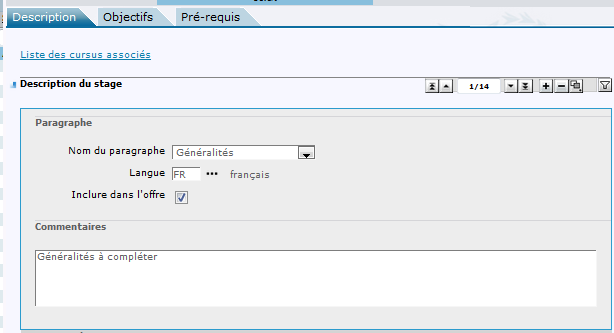 Description Objectifs Pré-requis
Liste des cursus associés
Description du stage 1/14
Paragraphe
Nom du paragraphe Généralités
Langue FR ... français
Inclure dans l'offre
Commentaires
Généralités à compléter